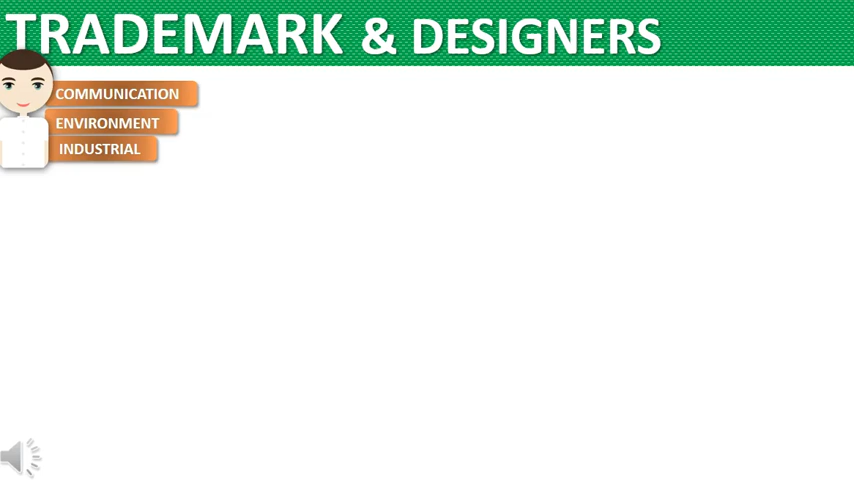 TRADEMARK & DESIGNERS
COMMUNICATION
ENVIRONMENT
INDUSTRIAL